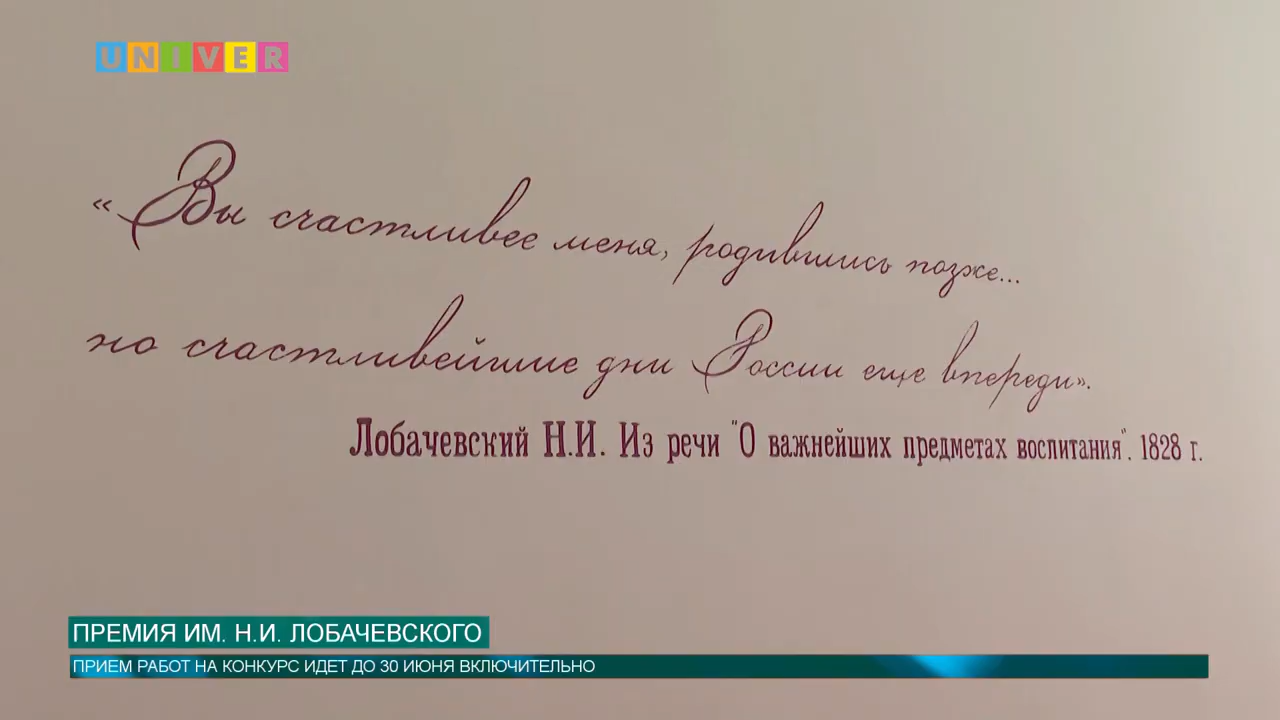 UNIVER
«Вы счастливее меня, родившись позже...
но счастливейшие дни России еще впереди».
Лобачевский Н.И. Из речи "О важнейших предметах воспитания". 1828 г.
ПРЕМИЯ ИМ. Н.И. ЛОБАЧЕВСКОГО
ПРИЕМ РАБОТ НА КОНКУРС ИДЕТ ДО 30 ИЮНЯ ВКЛЮЧИТЕЛЬНО